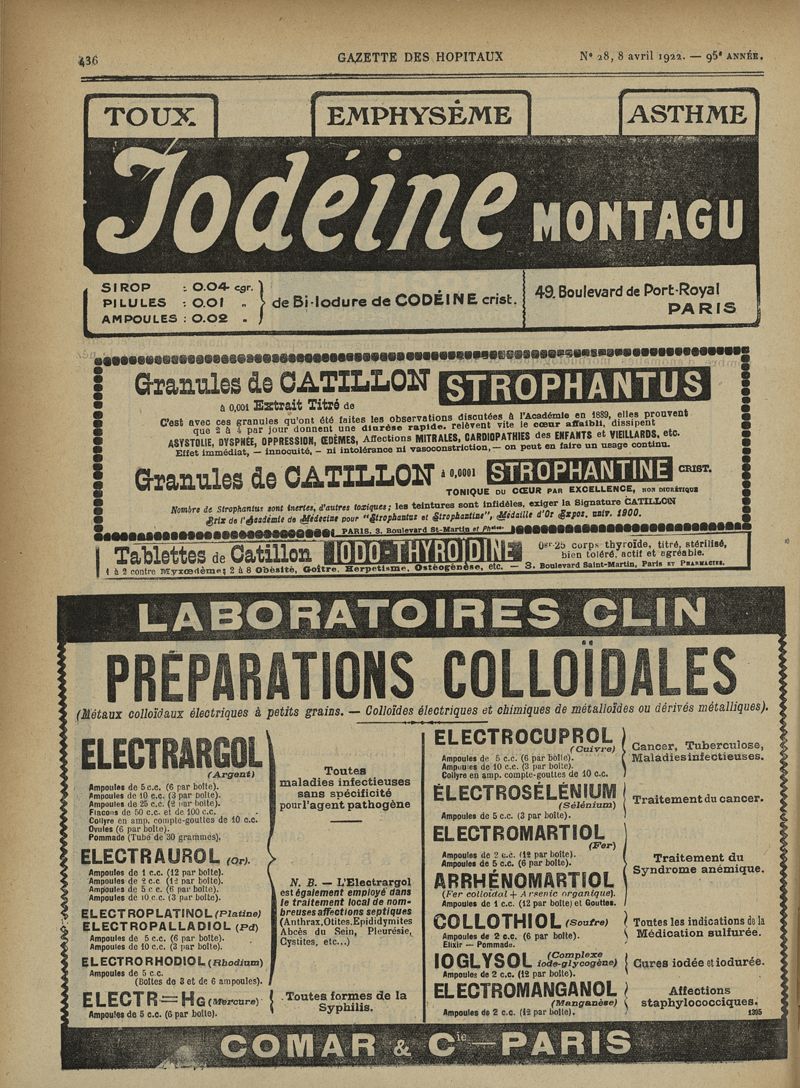 436
GAZETTE DES HOPITAUX
N° 28, 8 avril 1922. — 95e ANNÉE.
TOUX
EMPHYSÈME
ASTHME
Iodéine MONTAGU
SIROP : 0.04 cgr.
PILULES : 0.01 „
AMPOULES : 0.02 „
de Bi-Iodure de CODÉINE crist.
49. Boulevard de Port-Royal
PARIS
Granules de CATILLON STROPHANTUS
à 0,001 Extrait Titré de
C'est avec ces granules qu'ont été faites les observations discutées à l'Académie en 1889, elles prouvent
que 2 à 4 par jour donnent une diurèse rapide, relèvent vite le cœur affaibli, dissipent
ASYSTOLIE, DYSPNÉE, OPPRESSION, ŒDÈMES, Affections MITRALES, CARDIOPATHIES des ENFANTS et VIEILLARDS, etc.
Effet immédiat, — innocuité, — ni intolérance ni vasoconstriction, — on peut en faire un usage continu.
Granules de CATILLON à 0,0001 STROPHANTINE CRIST.
TONIQUE DU CŒUR PAR EXCELLENCE, NON DIURÉTIQUE
Nombre de Strophantus sont inertes, d'autres toxiques; les teintures sont infidèles, exiger la Signature CATILLON
Prix de l'Académie de Médecine pour "Strophantus et Strophantine", Médaille d'Or Expos. univ. 1900.
PARIS, 3, Boulevard St-Martin et Phies
Tablettes de Catillon IODO-THYROÏDINE
0gr.25 corps thyroïde, titré, stérilisé,
bien toléré, actif et agréable.
1 à 2 contre Myxœdème; 2 à 8 Obésité, Goître, Herpétisme, Ostéogénèse, etc. — 3, Boulevard Saint-Martin, Paris ET PHARMACIES.
LABORATOIRES CLIN
PRÉPARATIONS COLLOÏDALES
(Métaux colloïdaux électriques à petits grains. — Colloïdes électriques et chimiques de métalloïdes ou dérivés métalliques).
ELECTRARGOL
(Argent)
Ampoules de 5 c.c. (6 par boîte).
Ampoules de 10 c.c. (3 par boîte).
Ampoules de 25 c.c. (2 par boîte).
Flacons de 50 c.c. et de 100 c.c.
Collyre en amp. compte-gouttes de 10 c.c.
Ovules (6 par boîte).
Pommade (Tube de 30 grammes).
ELECTRAUROL (Or).
Ampoules de 1 c.c. (12 par boîte).
Ampoules de 2 c.c. (12 par boîte).
Ampoules de 5 c.c. (6 par boîte).
Ampoules de 10 c.c. (3 par boîte).
ELECTROPLATINOL (Platine)
ELECTROPALLADIOL (Pd)
Ampoules de 5 c.c. (6 par boîte).
Ampoules de 10 c.c. (3 par boîte).
ELECTRORHODIOL (Rhodium)
Ampoules de 5 c.c.
(Boîtes de 3 et de 6 ampoules).
ELECTR=Hg (Mercure)
Ampoules de 5 c.c. (6 par boîte).
Toutes
maladies infectieuses
sans spécificité
pour l'agent pathogène
N. B. — L'Electrargol
est également employé dans
le traitement local de nom-
breuses affections septiques
(Anthrax, Otites, Epididymites
Abcès du Sein, Pleurésie,
Cystites, etc...)
Toutes formes de la
Syphilis.
ELECTROCUPROL
(Cuivre)
Ampoules de 5 c.c. (6 par boîte).
Ampoules de 10 c.c. (3 par boîte).
Collyre en amp. compte-gouttes de 10 c.c.
Cancer, Tuberculose,
Maladies infectieuses.
ÉLECTROSÉLÉNIUM
(Sélénium)
Ampoules de 5 c.c. (3 par boîte).
Traitement du cancer.
ELECTROMARTIOL
(Fer)
Ampoules de 2 c.c. (12 par boîte).
Ampoules de 5 c.c. (6 par boîte).
ARRHÉNOMARTIOL
(Fer colloïdal + Arsenic organique).
Ampoules de 1 c.c. (12 par boîte) et Gouttes.
Traitement du
Syndrome anémique.
COLLOTHIOL (Soufre)
Ampoules de 2 c.c. (6 par boîte).
Elixir — Pommade.
Toutes les indications de la
Médication sulfurée.
IOGLYSOL (Complexe
iodo-glycogène)
Ampoules de 2 c.c. (12 par boîte).
Cures iodée et iodurée.
ELECTROMANGANOL
(Manganèse)
Ampoules de 2 c.c. (12 par boîte).
Affections
staphylococciques.
1395
COMAR & Cie — PARIS